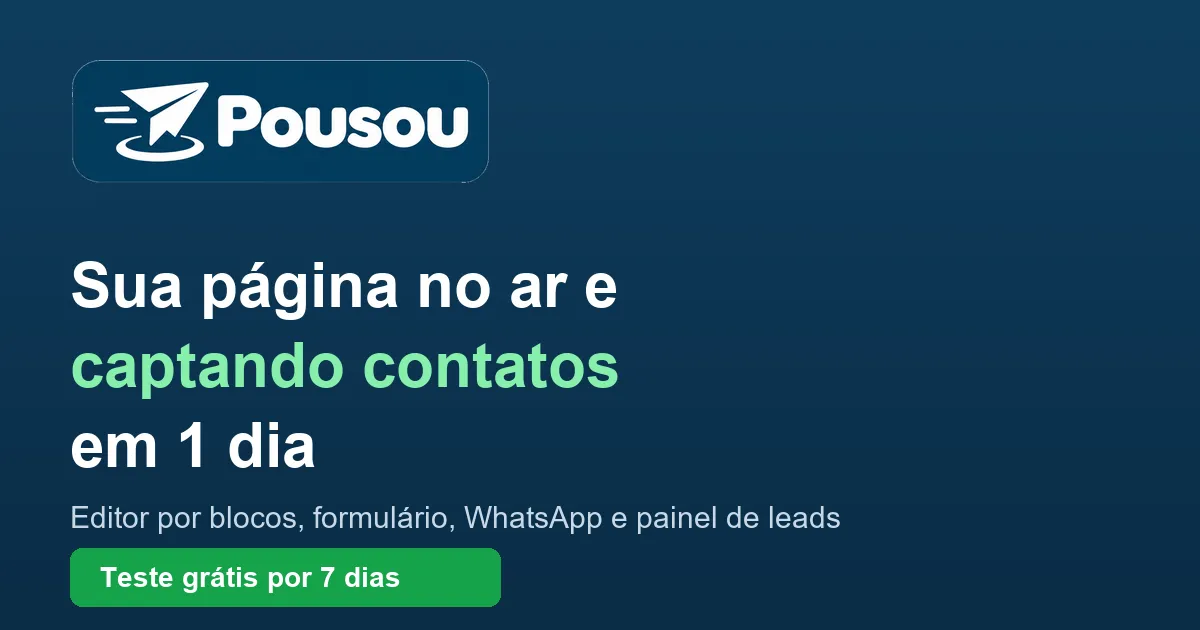 Pousou
Sua página no ar e
captando contatos
em 1 dia
Editor por blocos, formulário, WhatsApp e painel de leads
Teste grátis por 7 dias